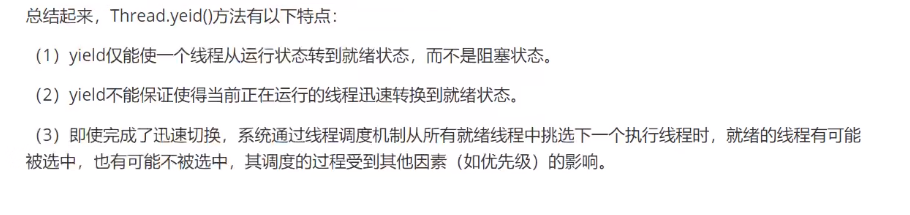 总结起来，Thread.yeid()方法有以下特点：
（1）yield仅能使一个线程从运行状态转到就绪状态，而不是阻塞状态。
（2）yield不能保证使得当前正在运行的线程迅速转换到就绪状态。
（3）即使完成了迅速切换，系统通过线程调度机制从所有就绪线程中挑选下一个执行线程时，就绪的线程有可能
被选中，也有可能不被选中，其调度的过程受到其他因素（如优先级）的影响。